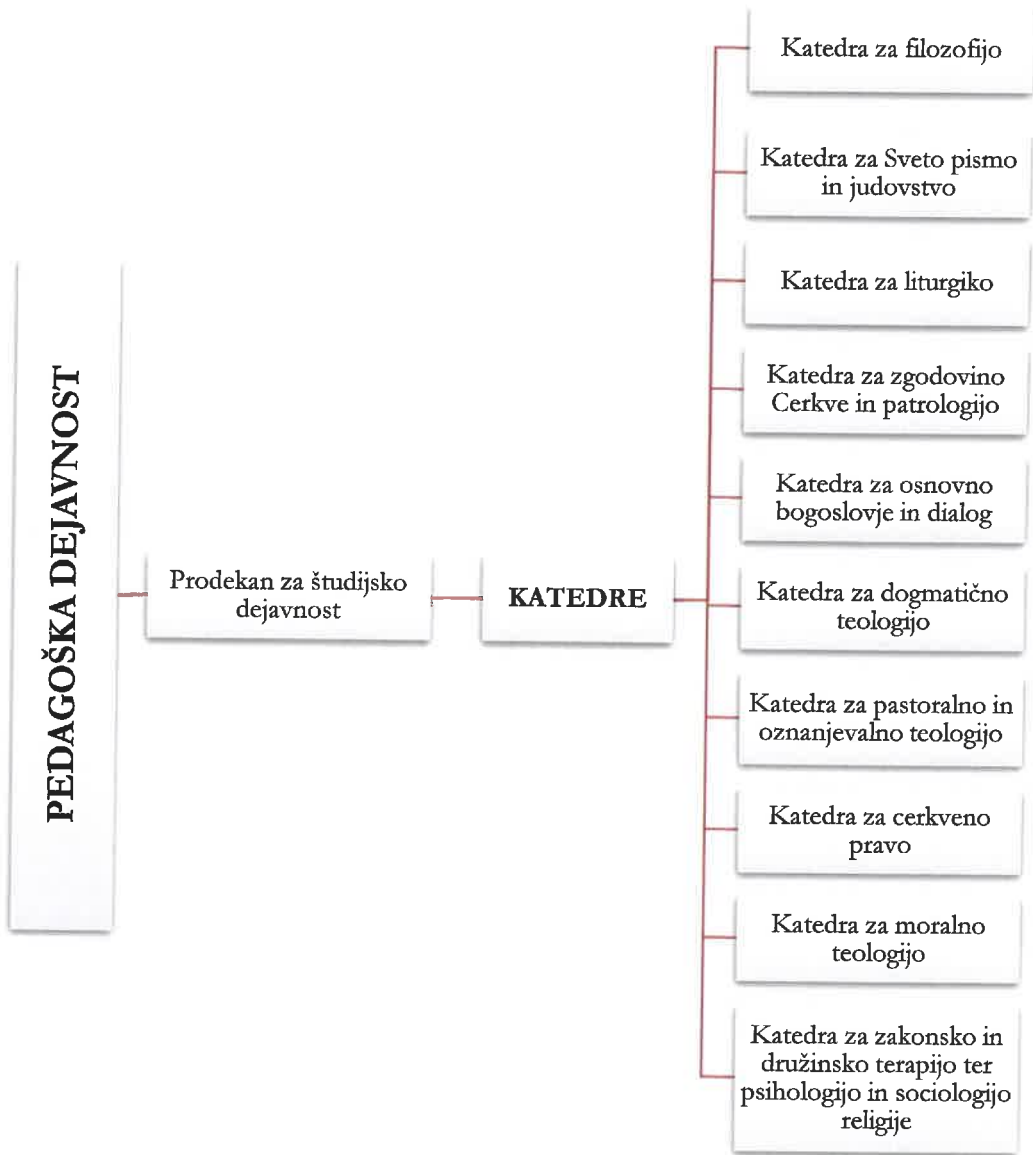 PEDAGOŠKA DEJAVNOST
Prodekan za študijsko
dejavnost
KATEDRE
Katedra za filozofijo
Katedra za Sveto pismo
in judovstvo
Katedra za liturgiko
Katedra za zgodovino
Cerkve in patrologijo
Katedra za osnovno
bogoslovje in dialog
Katedra za dogmatično
teologijo
Katedra za pastoralno in
oznanjevalno teologijo
Katedra za cerkveno
pravo
Katedra za moralno
teologijo
Katedra za zakonsko in
družinsko terapijo ter
psihologijo in sociologijo
religije